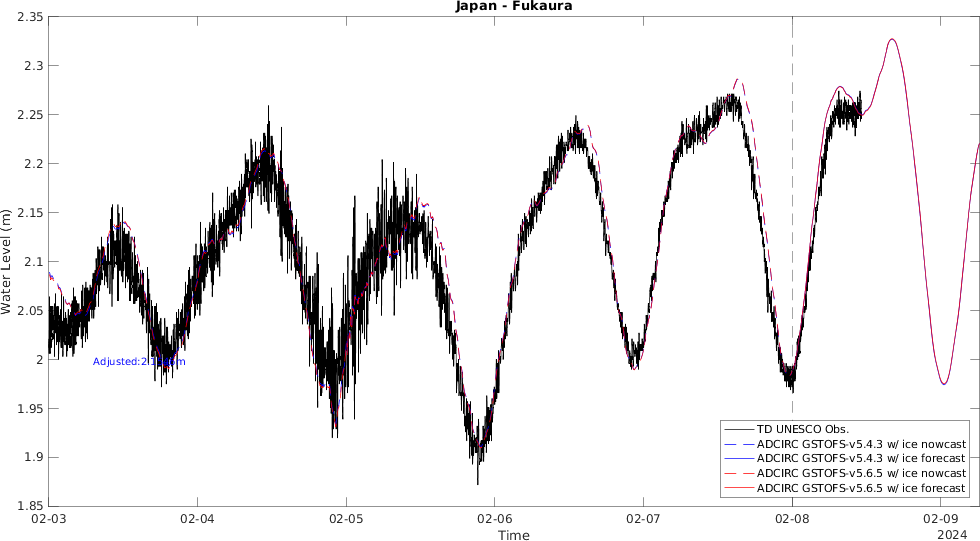 Japan - Fukaura
2.35
2.3
2.25
2.2
2.15
2.1
2.05
2
1.95
1.9
1.85
Water Level (m)
TD UNESCO Obs.
ADCIRC GSTOFS-v5.4.3 w/ ice nowcast
ADCIRC GSTOFS-v5.4.3 w/ ice forecast
ADCIRC GSTOFS-v5.6.5 w/ ice nowcast
ADCIRC GSTOFS-v5.6.5 w/ ice forecast
02-03 02-04 02-05 02-06 02-07 02-08 02-09
Time 2024